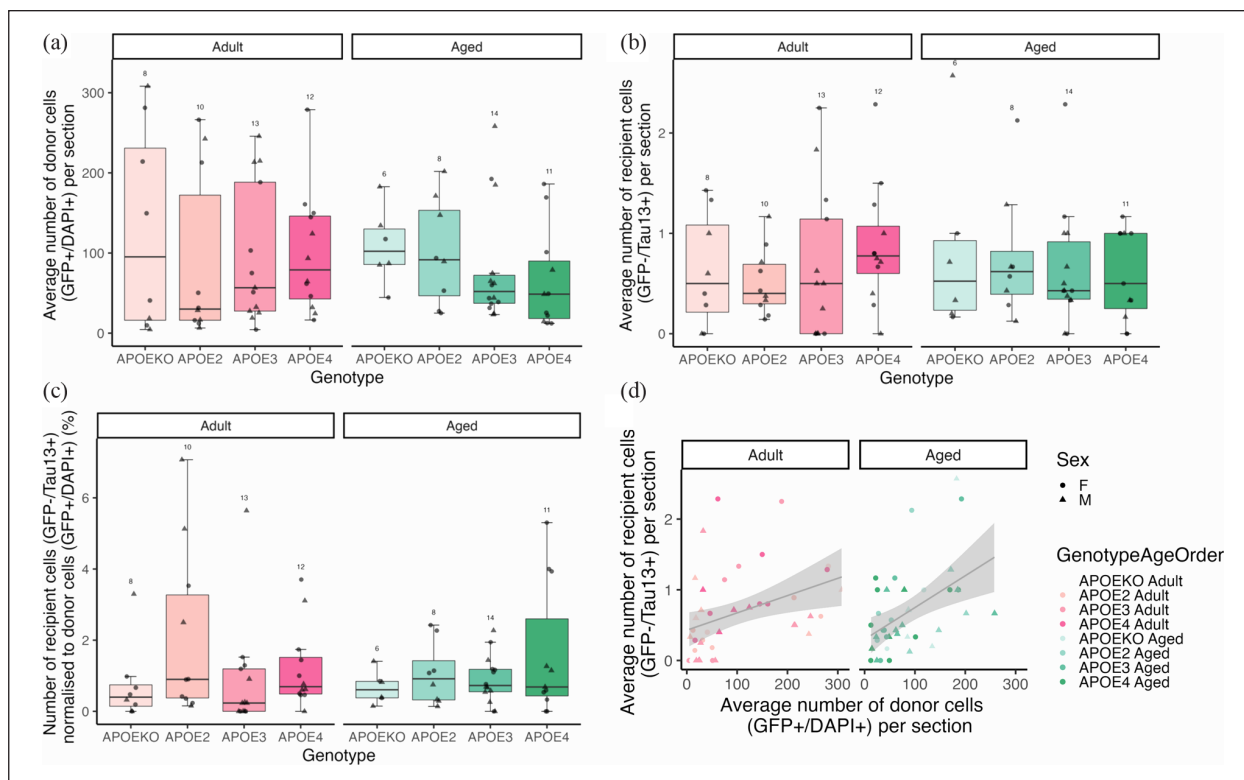 (a)
Adult
Aged
Average number of donor cells
(GFP+/DAPI+) per section
300
200
100
0
8
10
13
12
6
8
14
11
APOEKO
APOE2
APOE3
APOE4
APOEKO
APOE2
APOE3
APOE4
Genotype
(b)
Adult
Aged
Average number of recipient cells
(GFP-/Tau13+) per section
2
1
0
8
10
13
12
6
8
14
11
APOEKO
APOE2
APOE3
APOE4
APOEKO
APOE2
APOE3
APOE4
Genotype
(c)
Adult
Aged
Number of recipient cells (GFP-/Tau13+)
normalised to donor cells (GFP+/DAPI+) (%)
6
4
2
0
8
10
13
12
6
8
14
11
APOEKO
APOE2
APOE3
APOE4
APOEKO
APOE2
APOE3
APOE4
Genotype
(d)
Adult
Aged
Average number of recipient cells
(GFP-/Tau13+) per section
2
1
0
0
100
200
300
0
100
200
300
Average number of donor cells
(GFP+/DAPI+) per section
Sex
F
M
GenotypeAgeOrder
APOEKO Adult
APOE2 Adult
APOE3 Adult
APOE4 Adult
APOEKO Aged
APOE2 Aged
APOE3 Aged
APOE4 Aged